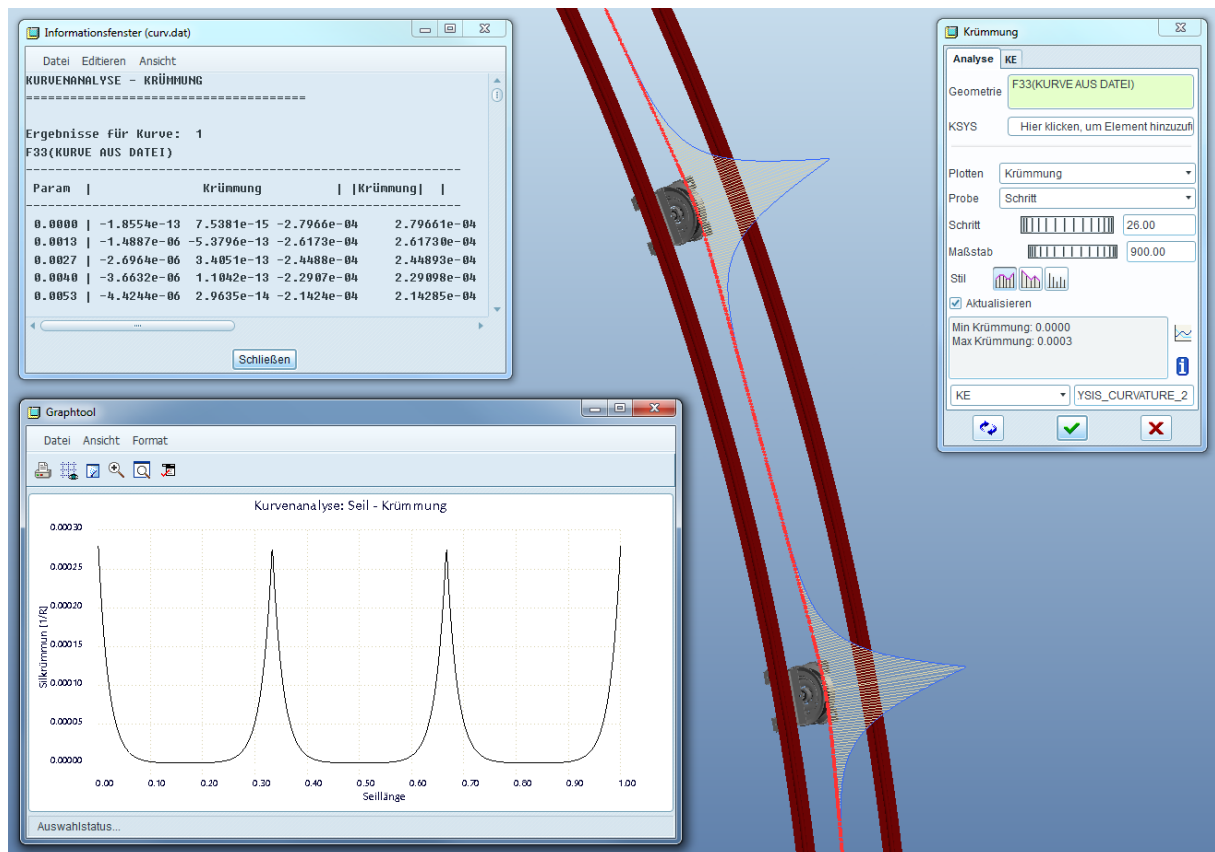 Informationsfenster (curv.dat)
Datei Editieren Ansicht
KURVENANALYSE - KRÜMMUNG
======================================
Ergebnisse für Kurve: 1
F33(KURVE AUS DATEI)
-----------------------------------------------------------
Param | Krümmung | |Krümmung| |
-----------------------------------------------------------
0.0000 | -1.8554e-13 7.5381e-15 -2.7966e-04 2.79661e-04
0.0013 | -1.4887e-06 -5.3796e-13 -2.6173e-04 2.61730e-04
0.0027 | -2.6964e-06 3.4051e-13 -2.4488e-04 2.44893e-04
0.0040 | -3.6632e-06 1.1042e-13 -2.2907e-04 2.29098e-04
0.0053 | -4.4244e-06 2.9635e-14 -2.1424e-04 2.14285e-04
Schließen
Graphtool
Datei Ansicht Format
Kurvenanalyse: Seil - Krümmung
0.00030
0.00025
0.00020
0.00015
0.00010
0.00005
0.00000
Silkrümmun [1/R]
0.00 0.10 0.20 0.30 0.40 0.50 0.60 0.70 0.80 0.90 1.00
Seillänge
Auswahlstatus...
Krümmung
Analyse KE
Geometrie F33(KURVE AUS DATEI)
KSYS Hier klicken, um Element hinzuzufü
Plotten Krümmung
Probe Schritt
Schritt 26.00
Maßstab 900.00
Stil
Aktualisieren
Min Krümmung: 0.0000
Max Krümmung: 0.0003
KE YSIS_CURVATURE_2